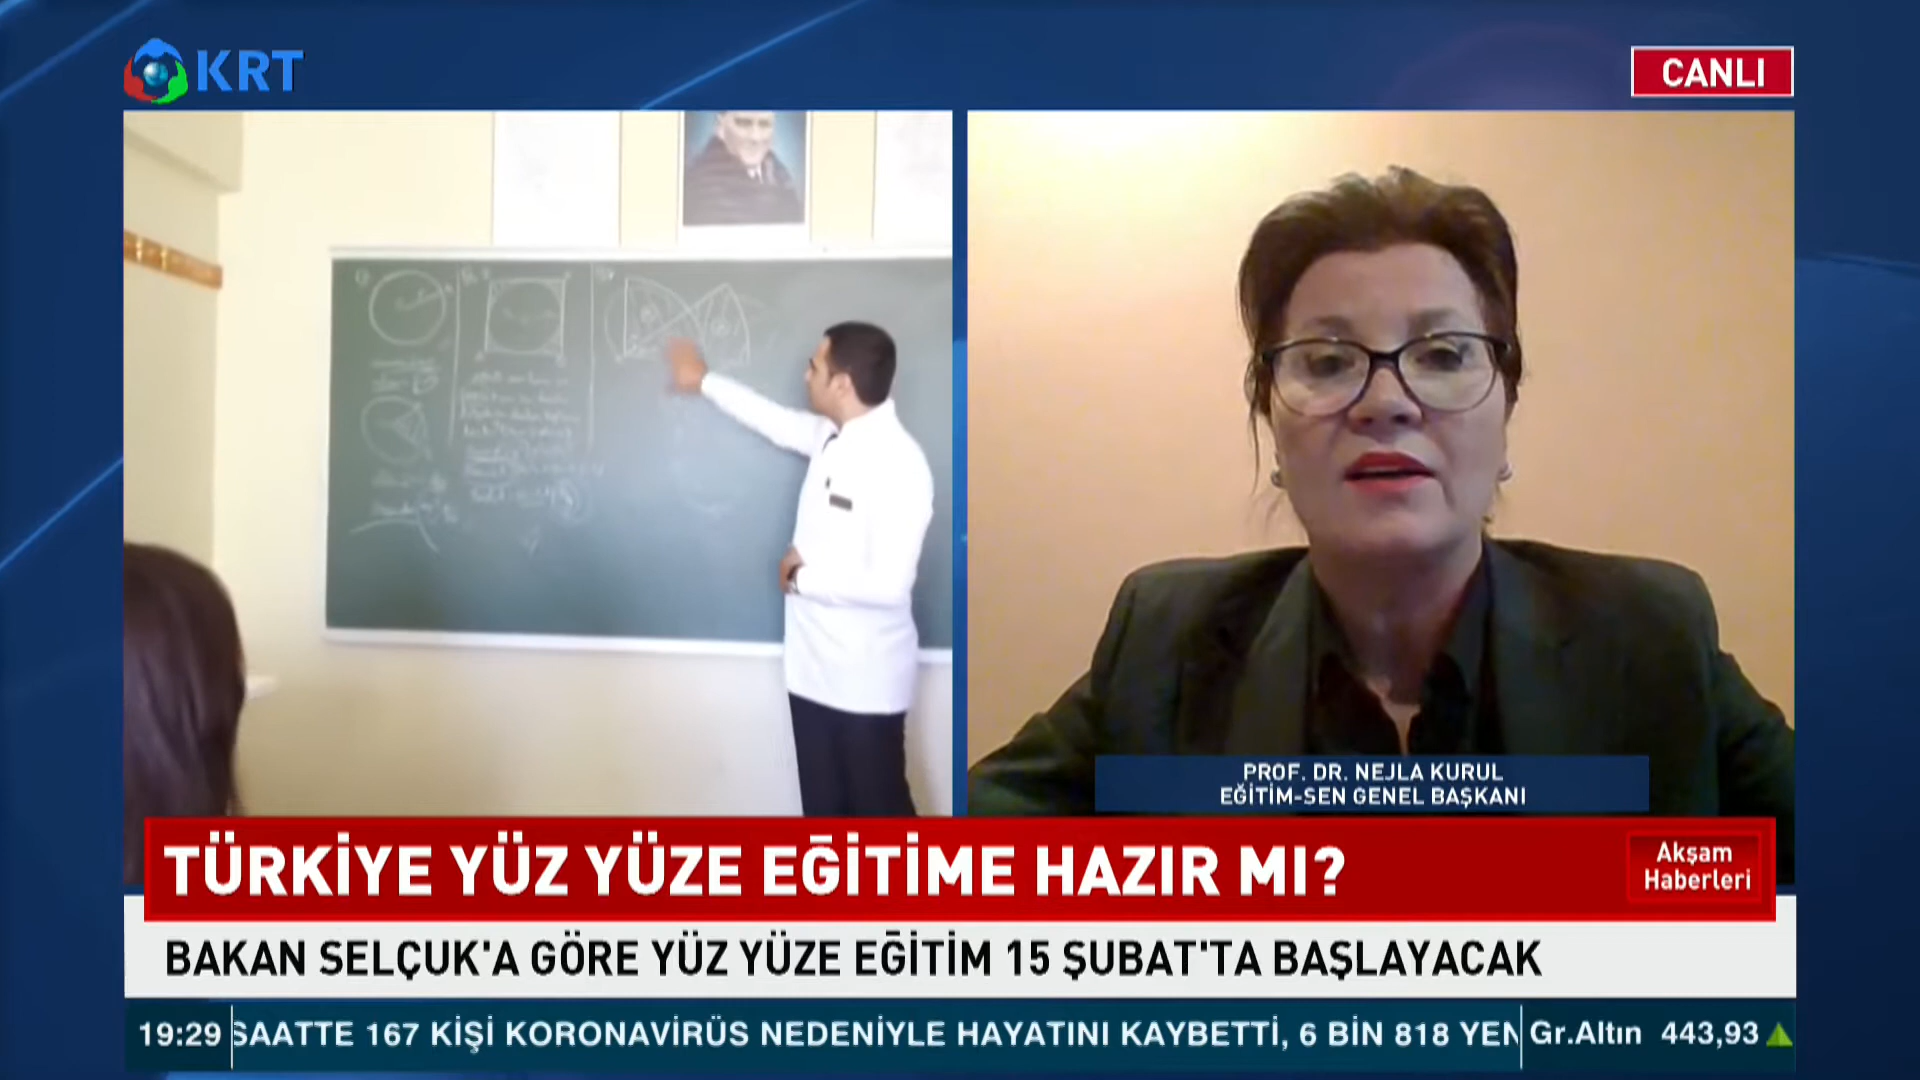 KRT
CANLI
PROF. DR. NEJLA KURUL
EĞİTİM-SEN GENEL BAŞKANI
TÜRKİYE YÜZ YÜZE EĞİTİME HAZIR MI?
Akşam
Haberleri
BAKAN SELÇUK'A GÖRE YÜZ YÜZE EĞİTİM 15 ŞUBAT'TA BAŞLAYACAK
19:29 SAATTE 167 KİŞİ KORONAVİRÜS NEDENİYLE HAYATINI KAYBETTİ, 6 BİN 818 YEN Gr.Altın 443,93